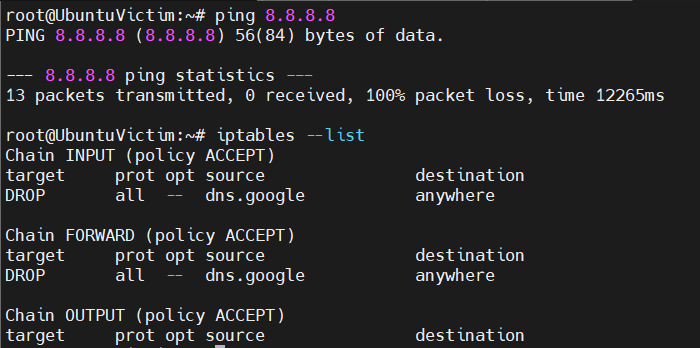 root@UbuntuVictim:~# ping 8.8.8.8
PING 8.8.8.8 (8.8.8.8) 56(84) bytes of data.
--- 8.8.8.8 ping statistics ---
13 packets transmitted, 0 received, 100% packet loss, time 12265ms
root@UbuntuVictim:~# iptables --list
Chain INPUT (policy ACCEPT)
target     prot opt source               destination
DROP       all  --  dns.google           anywhere
Chain FORWARD (policy ACCEPT)
target     prot opt source               destination
DROP       all  --  dns.google           anywhere
Chain OUTPUT (policy ACCEPT)
target     prot opt source               destination